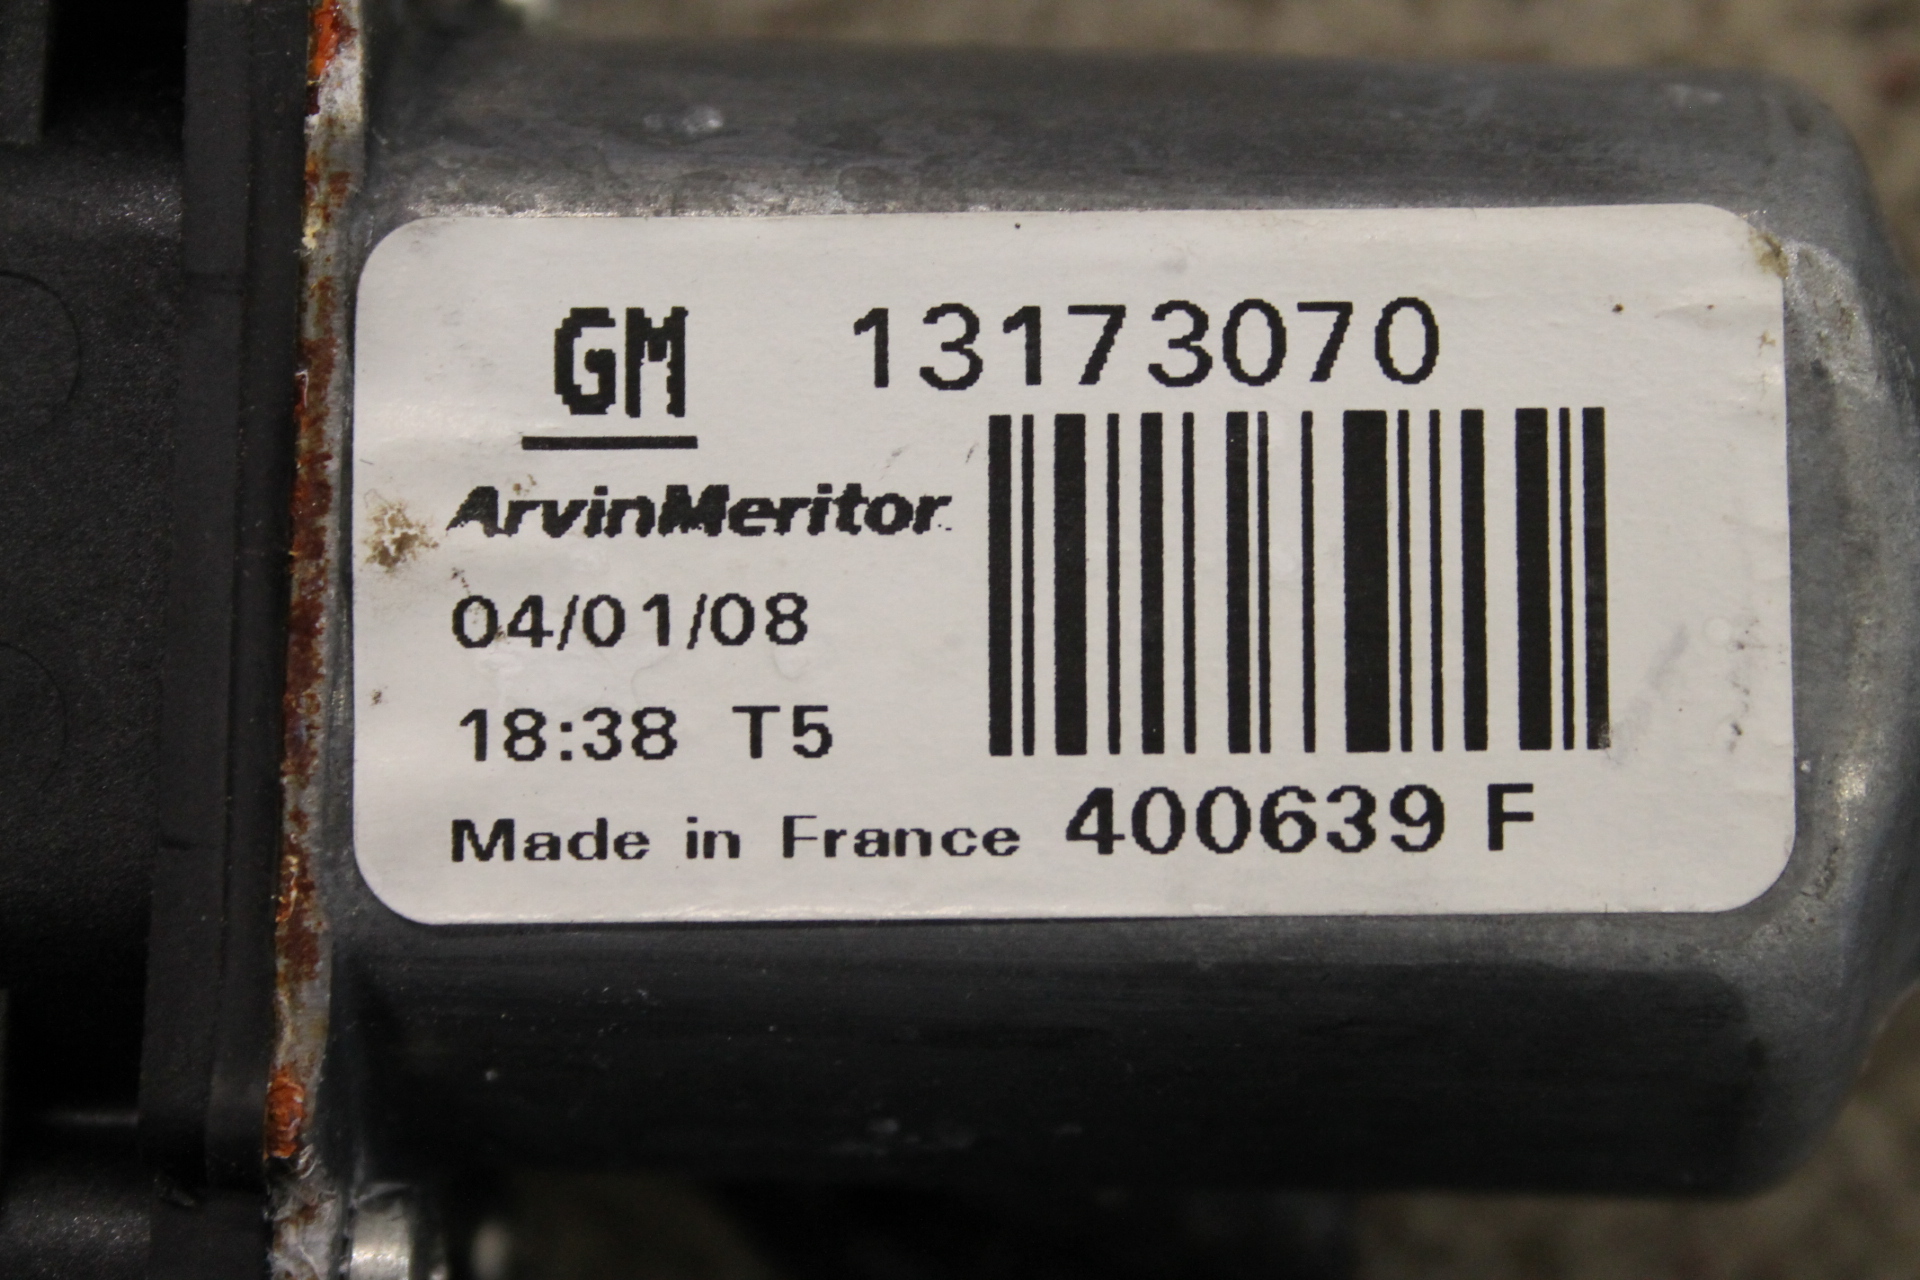 GM 13173070
ArvinMeritor
04/01/08
18:38 T5
Made in France 400639 F